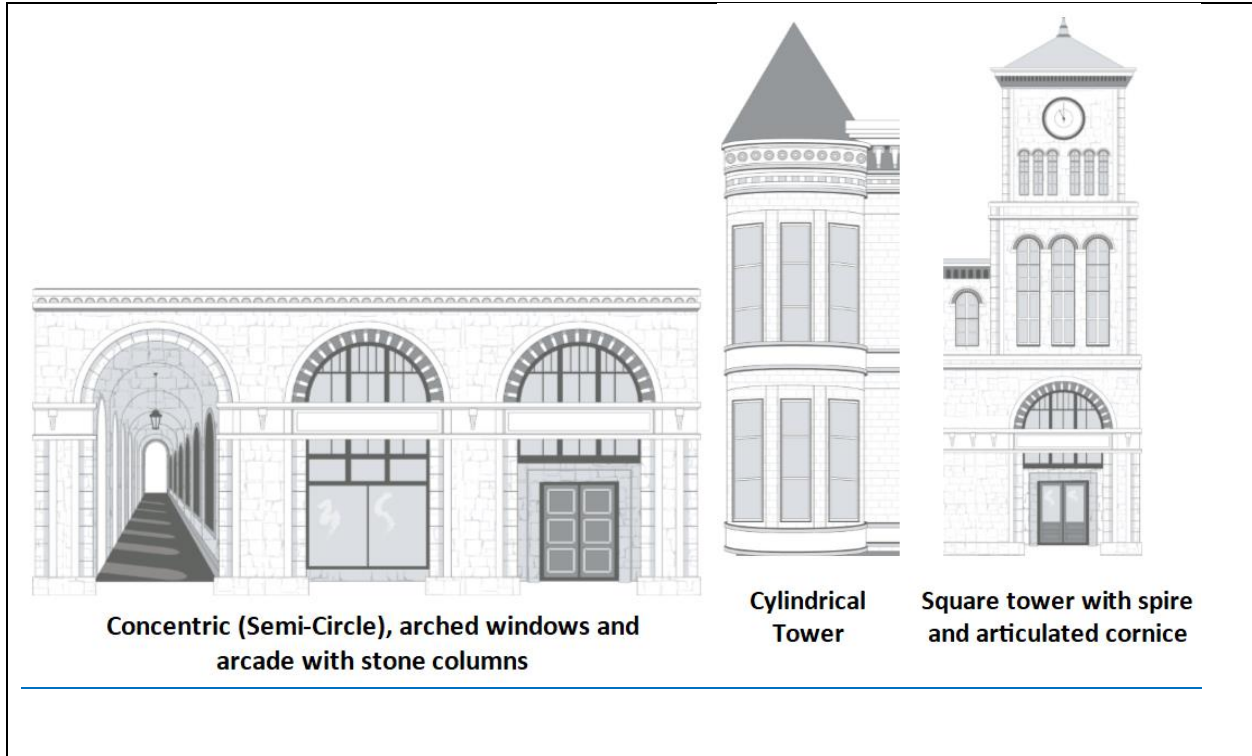 Concentric (Semi-Circle), arched windows and
arcade with stone columns
Cylindrical
Tower
Square tower with spire
and articulated cornice